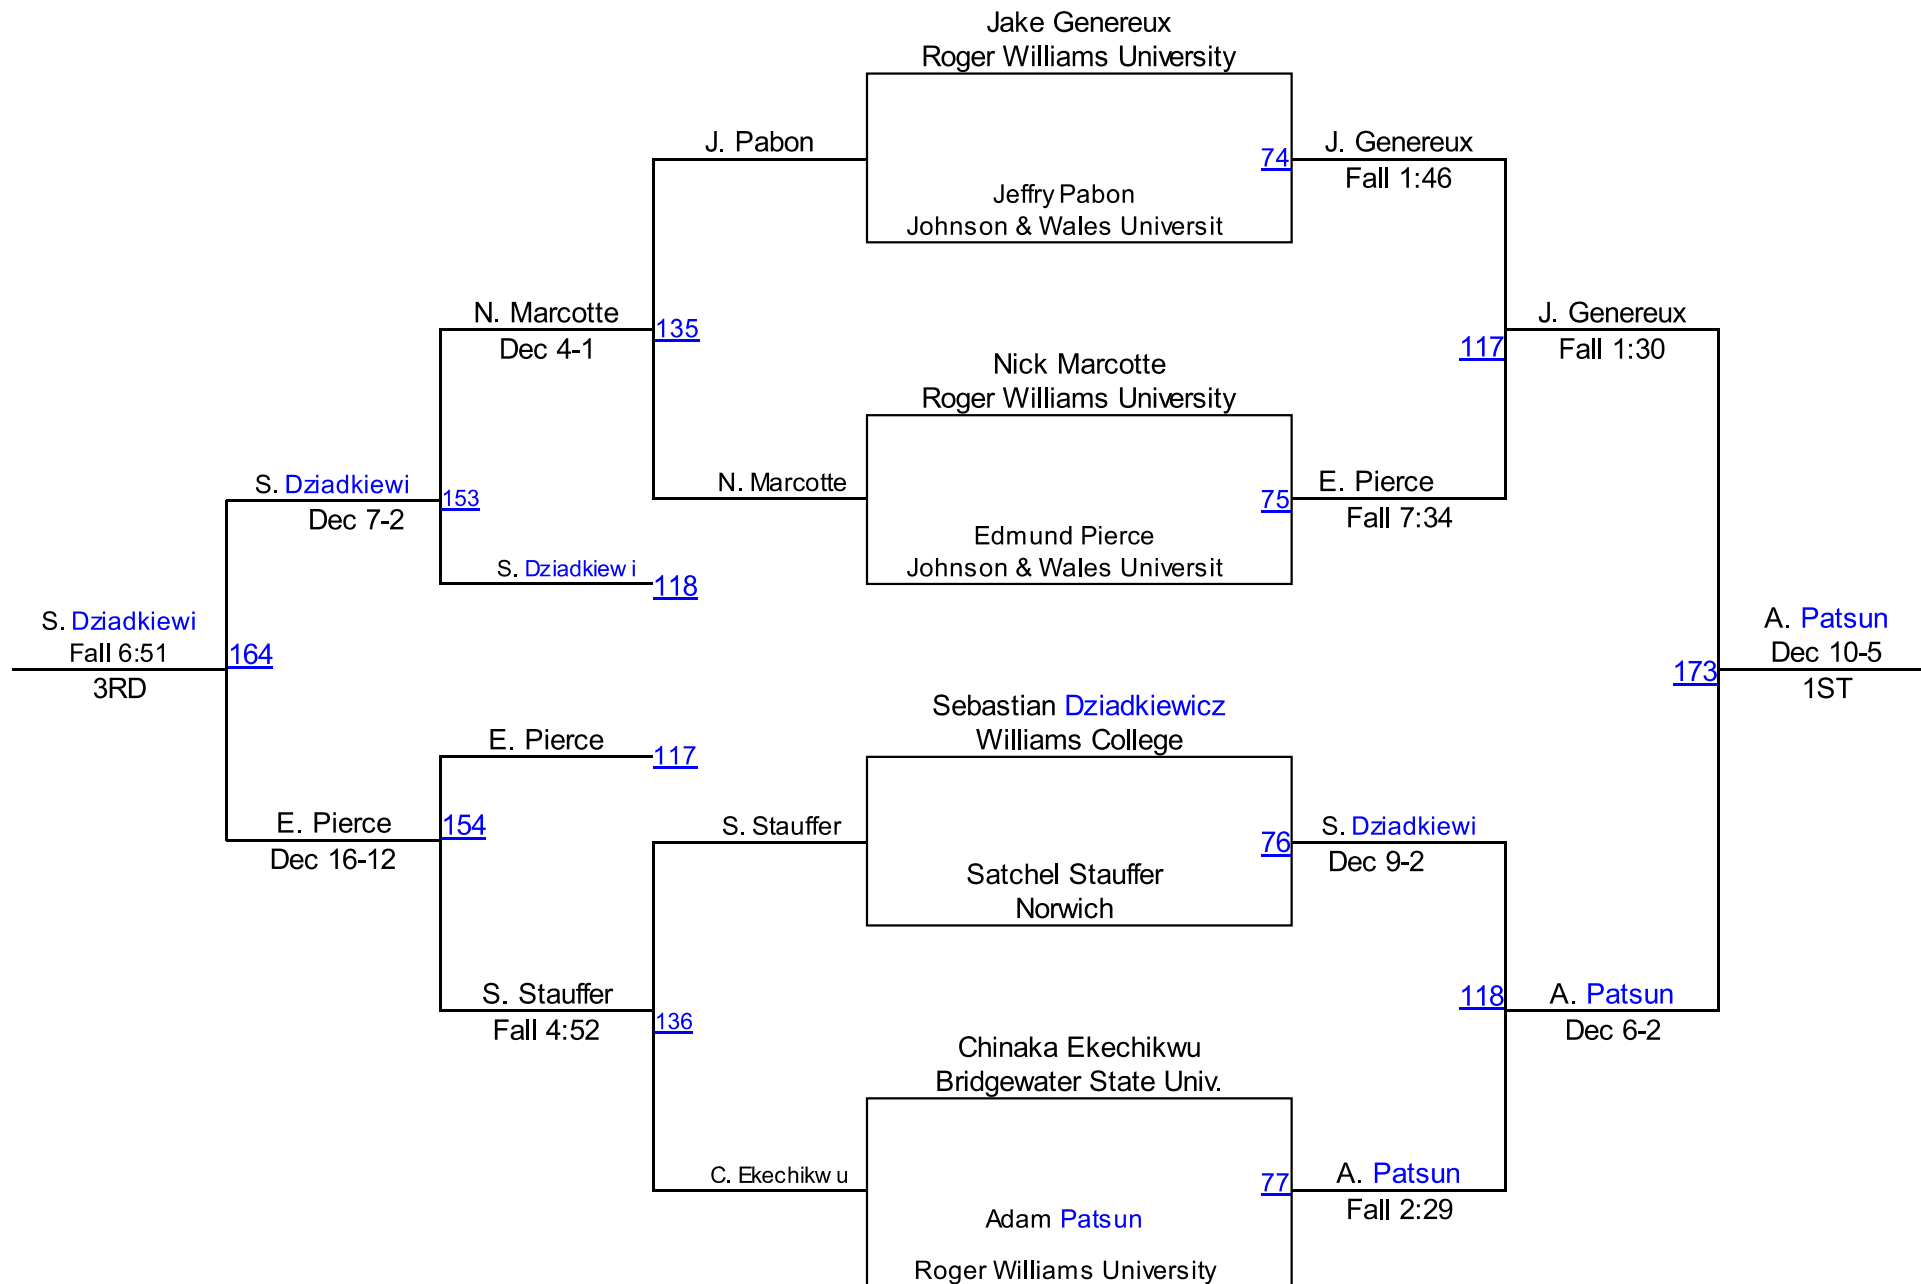 Jake Genereux
Roger Williams University
J. Pabon
74
J. Genereux
Fall 1:46
Jeffry Pabon
Johnson & Wales Universit
N. Marcotte
Dec 4-1
135
J. Genereux
Fall 1:30
117
Nick Marcotte
Roger Williams University
S. Dziadkiewi
Dec 7-2
153
N. Marcotte
75
E. Pierce
Fall 7:34
Edmund Pierce
Johnson & Wales Universit
S. Dziadkiewi
118
S. Dziadkiewi
Fall 6:51
3RD
164
A. Patsun
Dec 10-5
1ST
173
Sebastian Dziadkiewicz
Williams College
E. Pierce
117
E. Pierce
Dec 16-12
154
S. Stauffer
76
S. Dziadkiewi
Dec 9-2
Satchel Stauffer
Norwich
S. Stauffer
Fall 4:52
136
118
A. Patsun
Dec 6-2
Chinaka Ekechikwu
Bridgewater State Univ.
C. Ekechikwu
77
A. Patsun
Fall 2:29
Adam Patsun
Roger Williams University